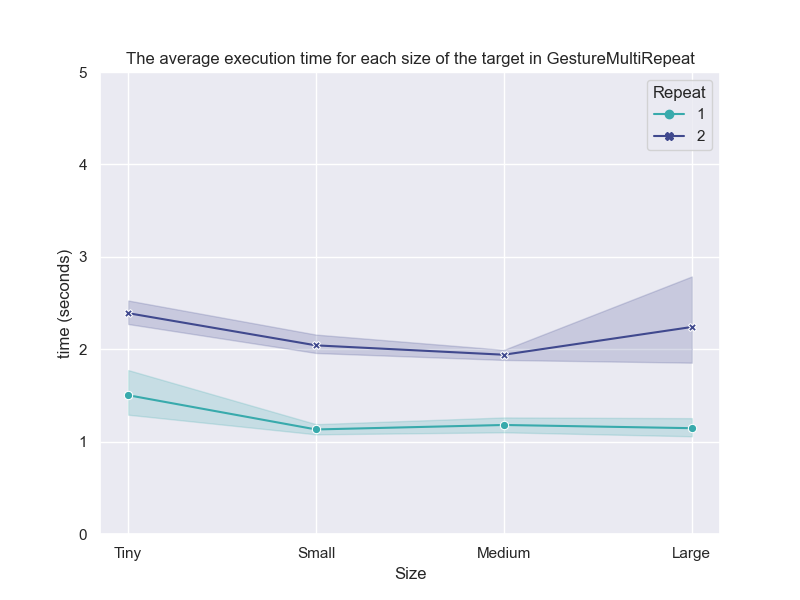 The average execution time for each size of the target in GestureMultiRepeat
5
4
3
2
1
0
time (seconds)
Repeat
1
2
Tiny Small Medium Large
Size